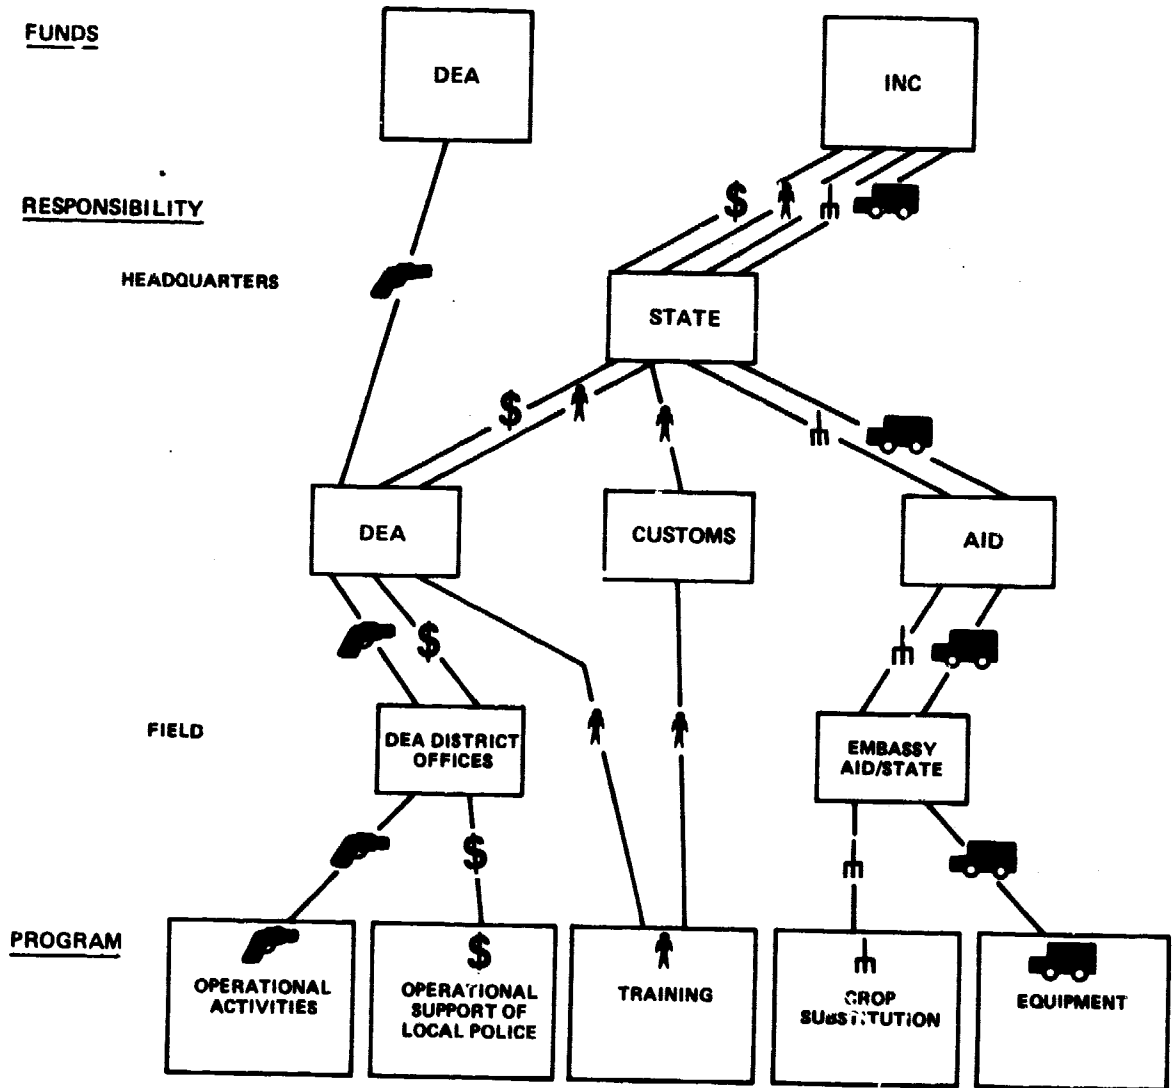 FUNDS
DEA
INC
$
RESPONSIBILITY
HEADQUARTERS
STATE
$
DEA
CUSTOMS
AID
$
FIELD
DEA DISTRICT
OFFICES
EMBASSY
AID/STATE
$
PROGRAM
OPERATIONAL
ACTIVITIES
$
OPERATIONAL
SUPPORT OF
LOCAL POLICE
TRAINING
CROP
SUBSTITUTION
EQUIPMENT